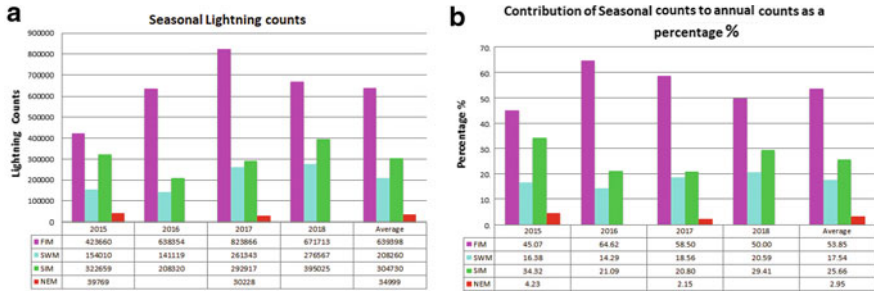 a
Seasonal Lightning counts
Lightning Counts
900000
800000
700000
600000
500000
400000
300000
200000
100000
0
2015 2016 2017 2018 Average
FIM 423660 638354 823866 671713 639398
SWM 154010 141119 261343 276567 208260
SIM 322659 208320 292917 395025 304730
NEM 39769 30228 34999
b
Contribution of Seasonal counts to annual counts as a
percentage %
Percentage %
70.
60.
50.
40.
30.
20.
10.
0.
2015 2016 2017 2018 Average
FIM 45.07 64.62 58.50 50.00 53.85
SWM 16.38 14.29 18.56 20.59 17.54
SIM 34.32 21.09 20.80 29.41 25.66
NEM 4.23 2.15 2.95